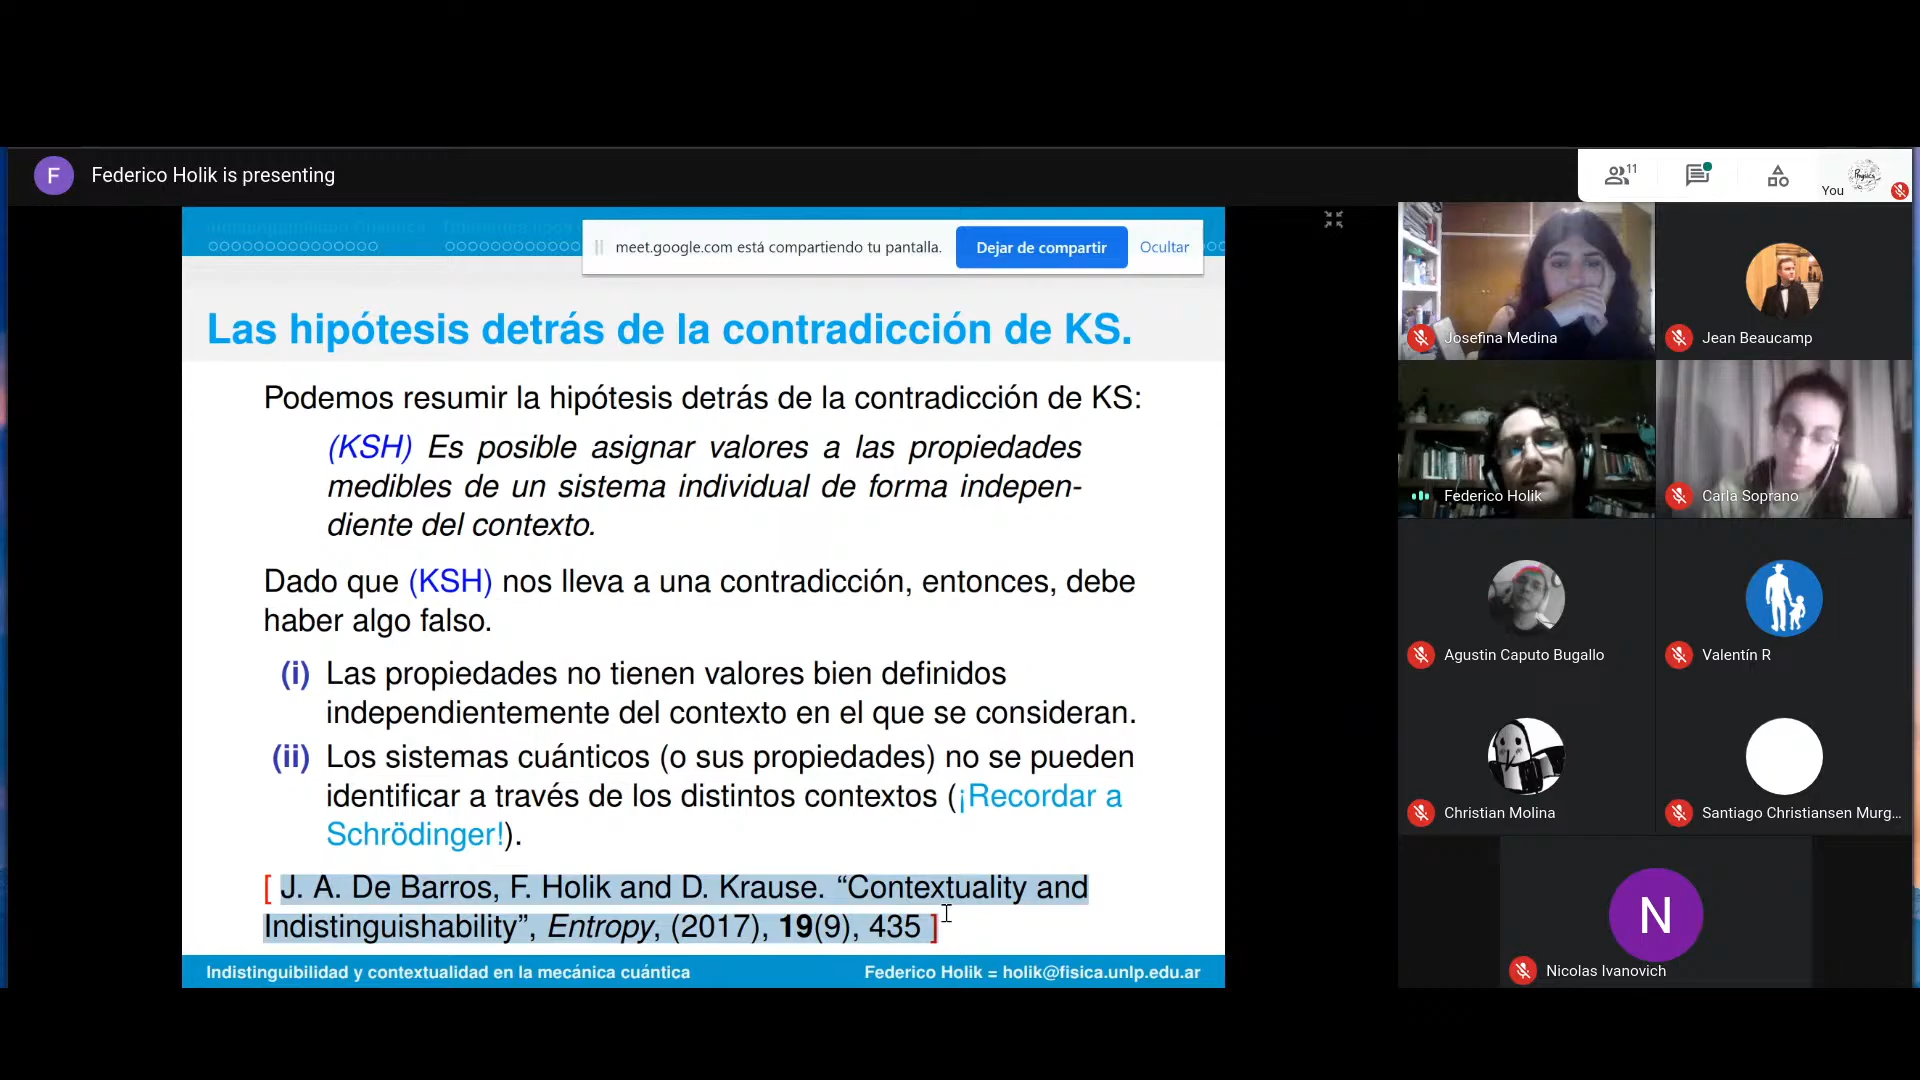 F
Federico Holik is presenting
11
You
Physics
meet.google.com está compartiendo tu pantalla.
Dejar de compartir
Ocultar
Las hipótesis detrás de la contradicción de KS.
Podemos resumir la hipótesis detrás de la contradicción de KS:
(KSH) Es posible asignar valores a las propiedades
medibles de un sistema individual de forma indepen-
diente del contexto.
Dado que (KSH) nos lleva a una contradicción, entonces, debe
haber algo falso.
(i) Las propiedades no tienen valores bien definidos
independientemente del contexto en el que se consideran.
(ii) Los sistemas cuánticos (o sus propiedades) no se pueden
identificar a través de los distintos contextos (¡Recordar a
Schrödinger!).
[ J. A. De Barros, F. Holik and D. Krause. “Contextuality and
Indistinguishability”, Entropy, (2017), 19(9), 435 ]
Indistinguibilidad y contextualidad en la mecánica cuántica
Federico Holik = holik@fisica.unlp.edu.ar
Josefina Medina
Jean Beaucamp
Federico Holik
Carla Soprano
Agustin Caputo Bugallo
Valentín R
Christian Molina
Santiago Christiansen Murg...
N
Nicolas Ivanovich